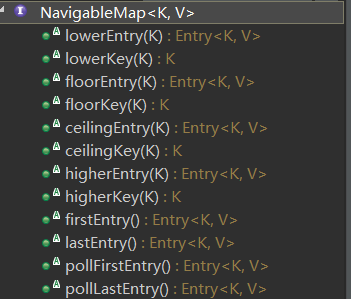 NavigableMap<K, V>
lowerEntry(K) : Entry<K, V>
lowerKey(K) : K
floorEntry(K) : Entry<K, V>
floorKey(K) : K
ceilingEntry(K) : Entry<K, V>
ceilingKey(K) : K
higherEntry(K) : Entry<K, V>
higherKey(K) : K
firstEntry() : Entry<K, V>
lastEntry() : Entry<K, V>
pollFirstEntry() : Entry<K, V>
pollLastEntry() : Entry<K, V>